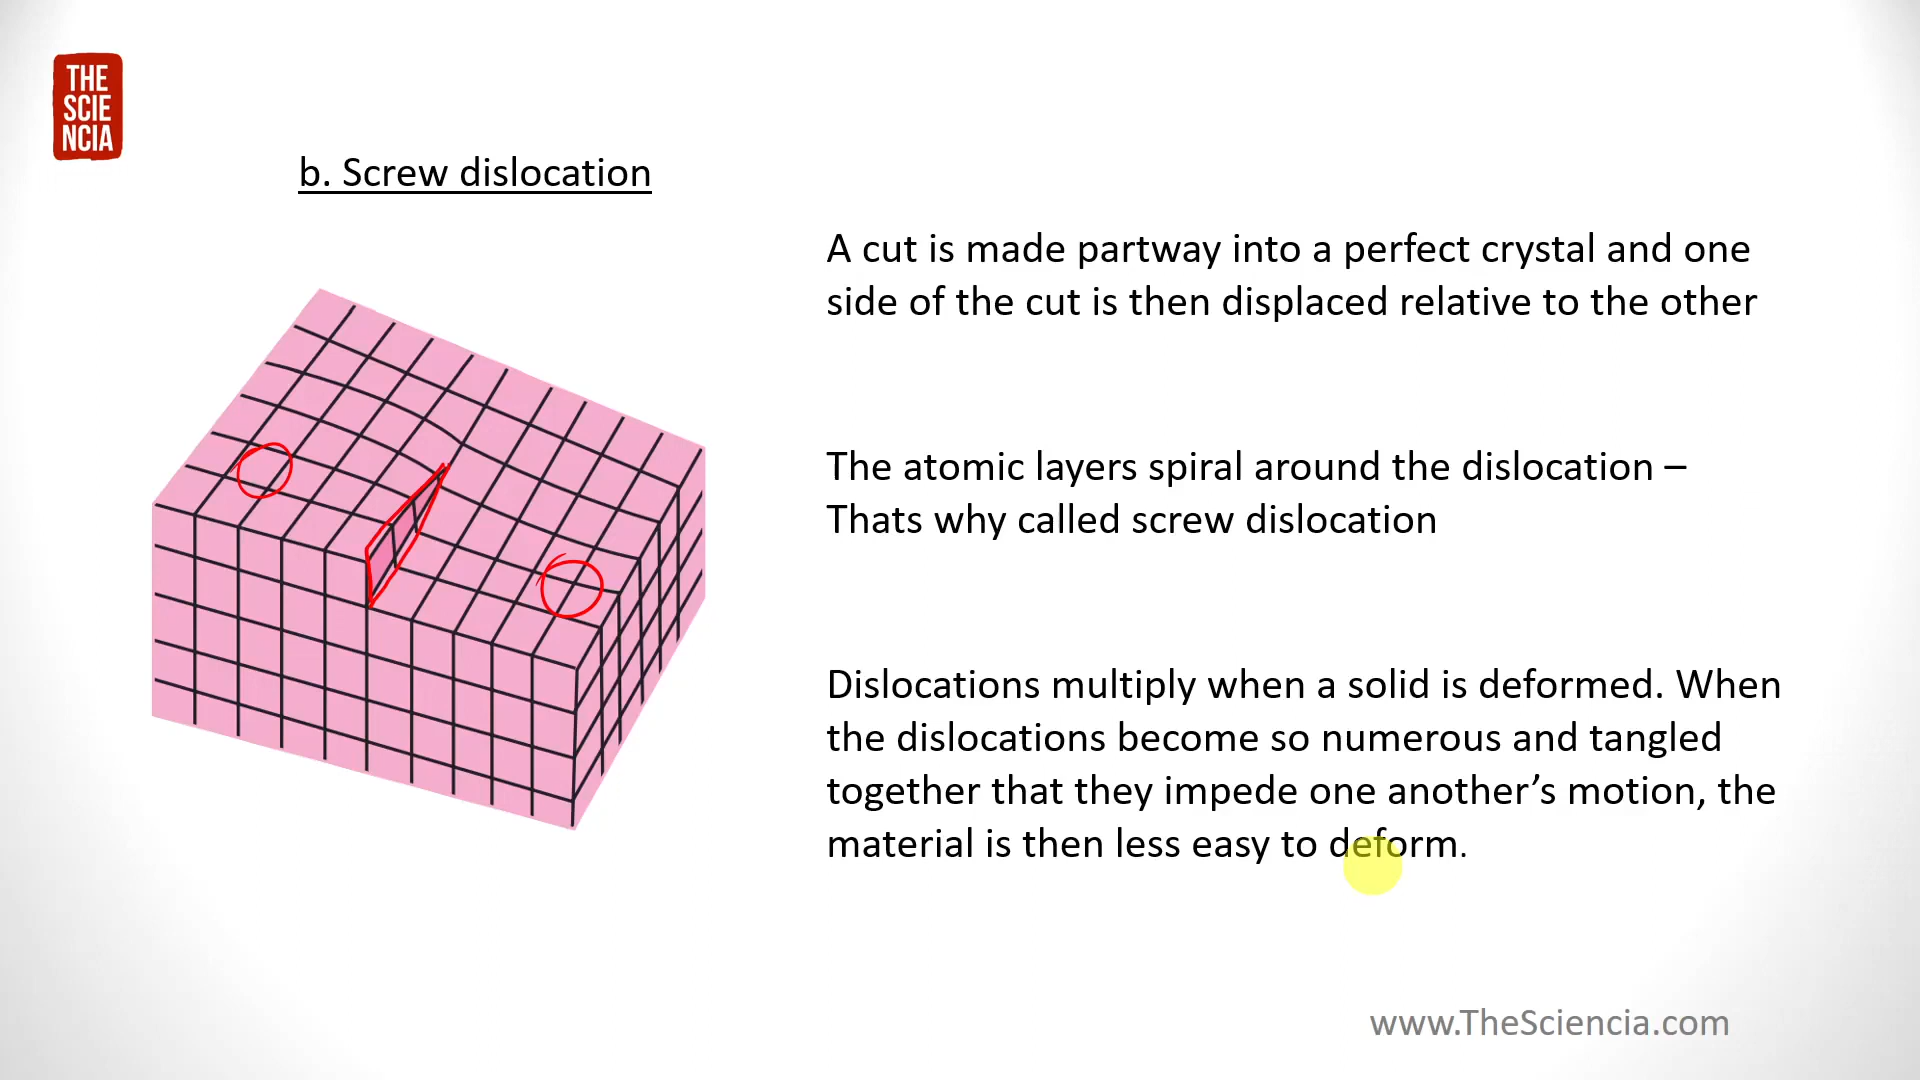 THE
SCIE
NCIA
b. Screw dislocation
A cut is made partway into a perfect crystal and one
side of the cut is then displaced relative to the other
The atomic layers spiral around the dislocation –
Thats why called screw dislocation
Dislocations multiply when a solid is deformed. When
the dislocations become so numerous and tangled
together that they impede one another’s motion, the
material is then less easy to deform.
www.TheSciencia.com